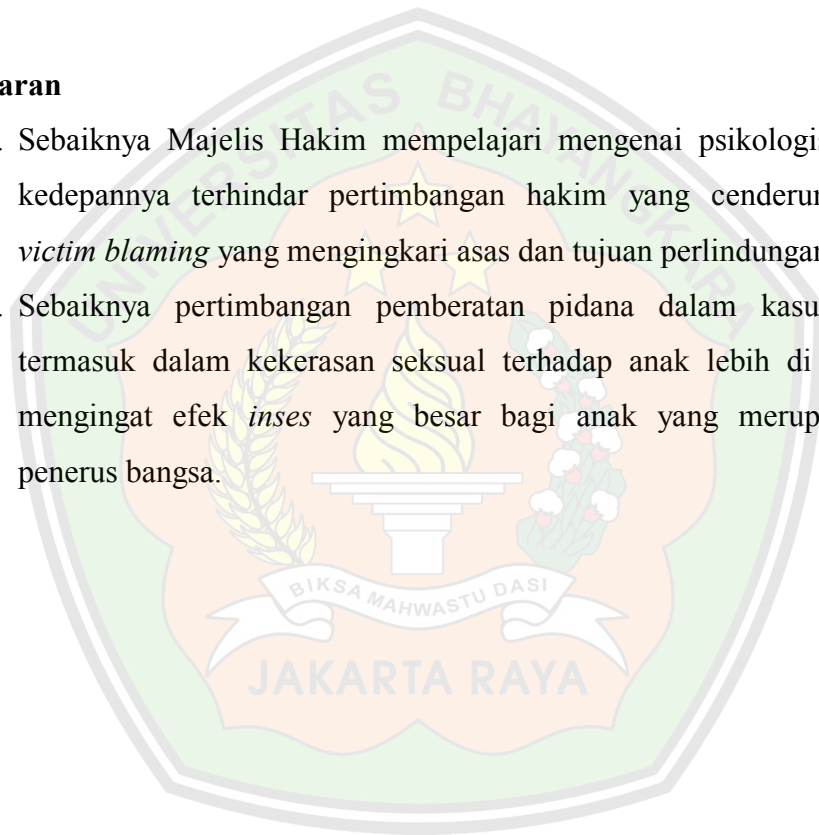 aran
. Sebaiknya Majelis Hakim mempelajari mengenai psikologis
kedepannya terhindar pertimbangan hakim yang cenderun
victim blaming yang mengingkari asas dan tujuan perlindungan
. Sebaiknya pertimbangan pemberatan pidana dalam kasu
termasuk dalam kekerasan seksual terhadap anak lebih di
mengingat efek inses yang besar bagi anak yang merup
penerus bangsa.
UNIVERSITAS BHAYANGKARA
BIKSA MAHWASTU DASI
JAKARTA RAYA